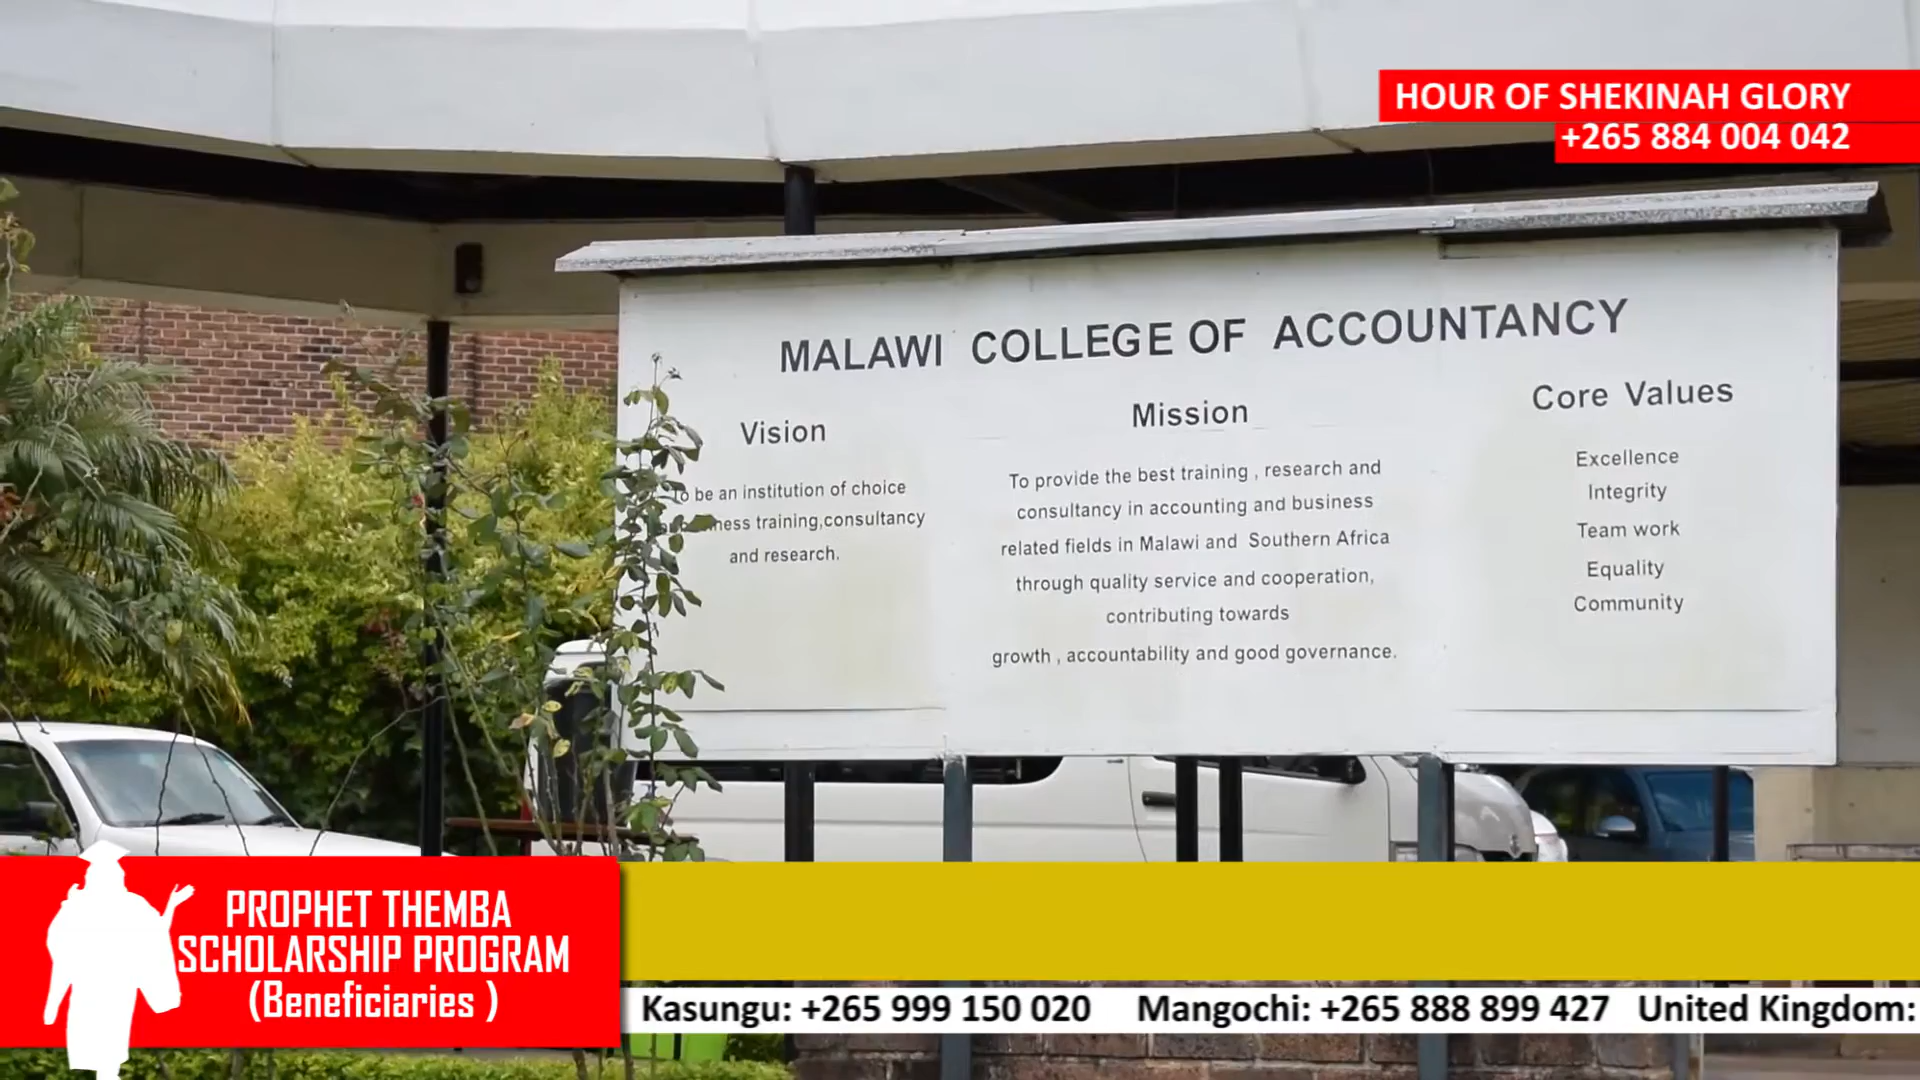 HOUR OF SHEKINAH GLORY
+265 884 004 042
MALAWI COLLEGE OF ACCOUNTANCY
Vision
to be an institution of choice
training,consultancy
and research.
Mission
To provide the best training , research and
consultancy in accounting and business
related fields in Malawi and Southern Africa
through quality service and cooperation,
contributing towards
growth , accountability and good governance.
Core Values
Excellence
Integrity
Team work
Equality
Community
PROPHET THEMBA
SCHOLARSHIP PROGRAM
(Beneficiaries )
Kasungu: +265 999 150 020 Mangochi: +265 888 899 427 United Kingdom: